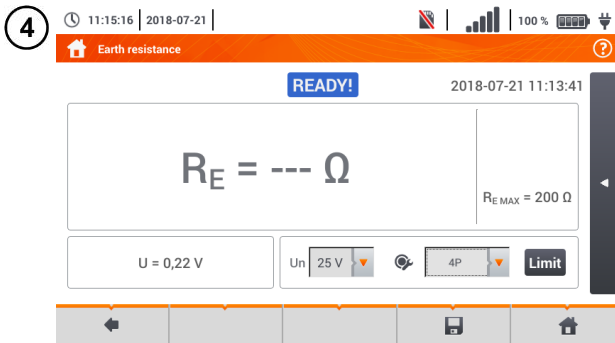 4
11:15:16 2018-07-21 100 %
Earth resistance ?
READY! 2018-07-21 11:13:41
RE = --- Ω
RE MAX = 200 Ω
U = 0,22 V Un 25 V 4P Limit